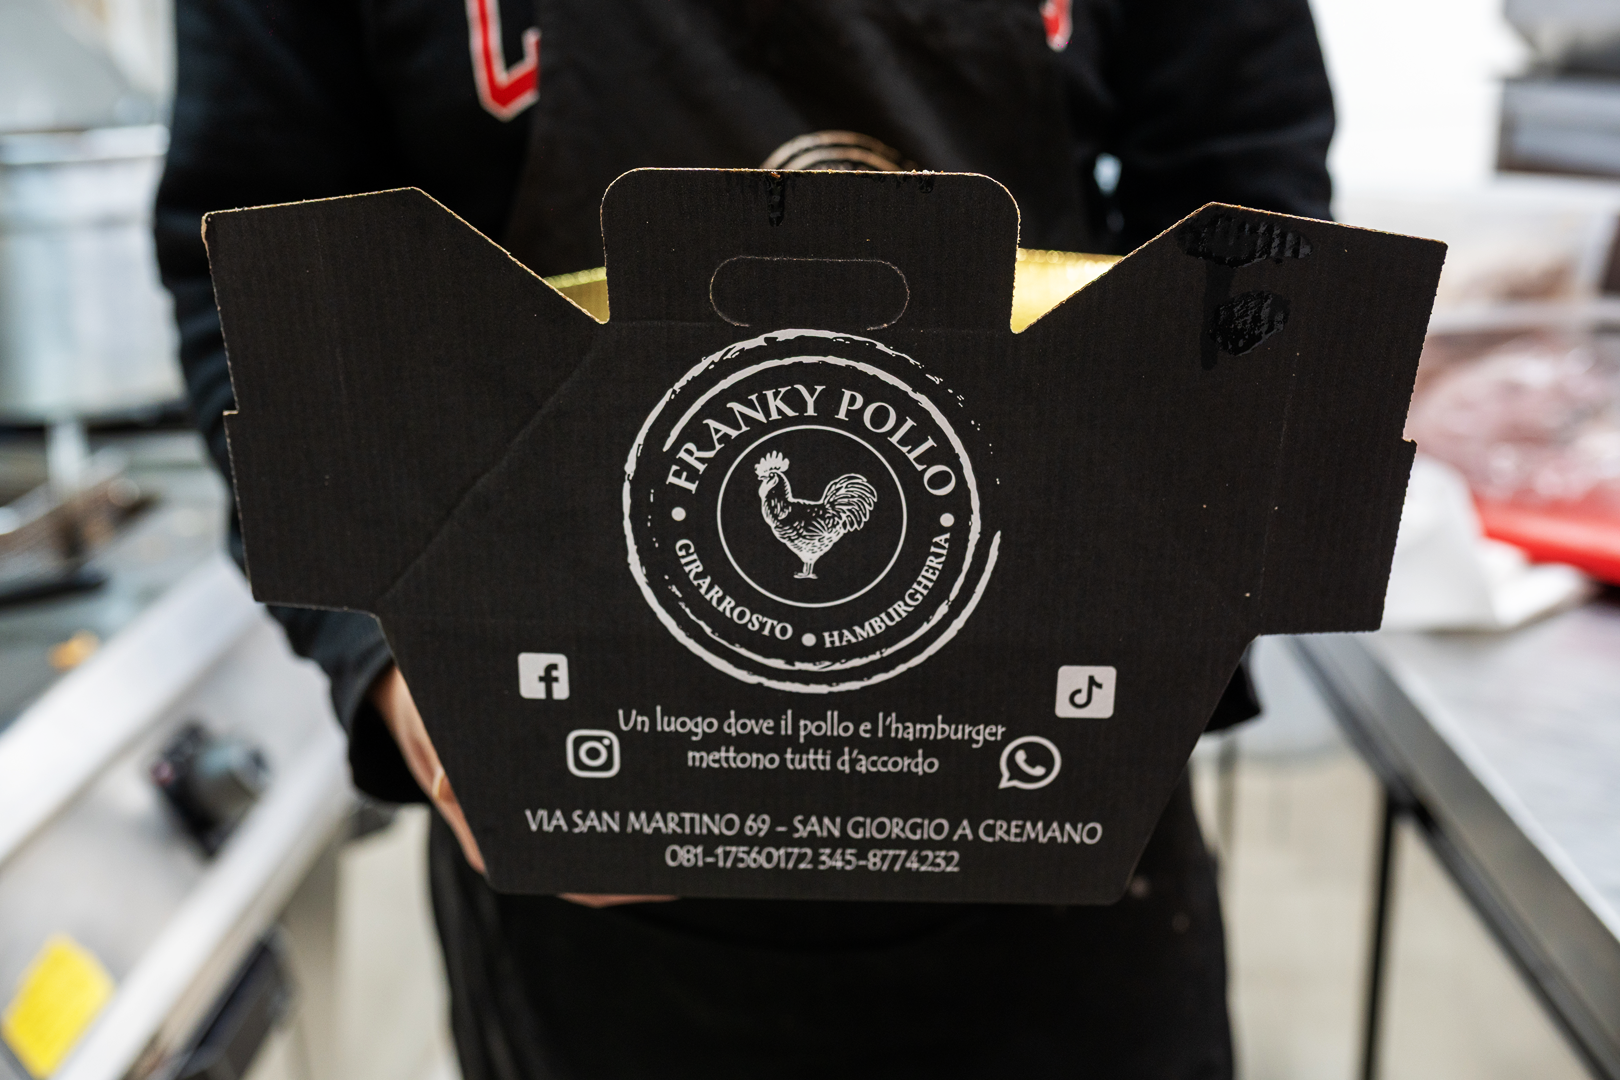 FRANKY POLLO
GIRARROSTO • HAMBURGHERIA
Un luogo dove il pollo e l'hamburger
mettono tutti d'accordo
VIA SAN MARTINO 69 - SAN GIORGIO A CREMANO
081-17560172 345-8774232